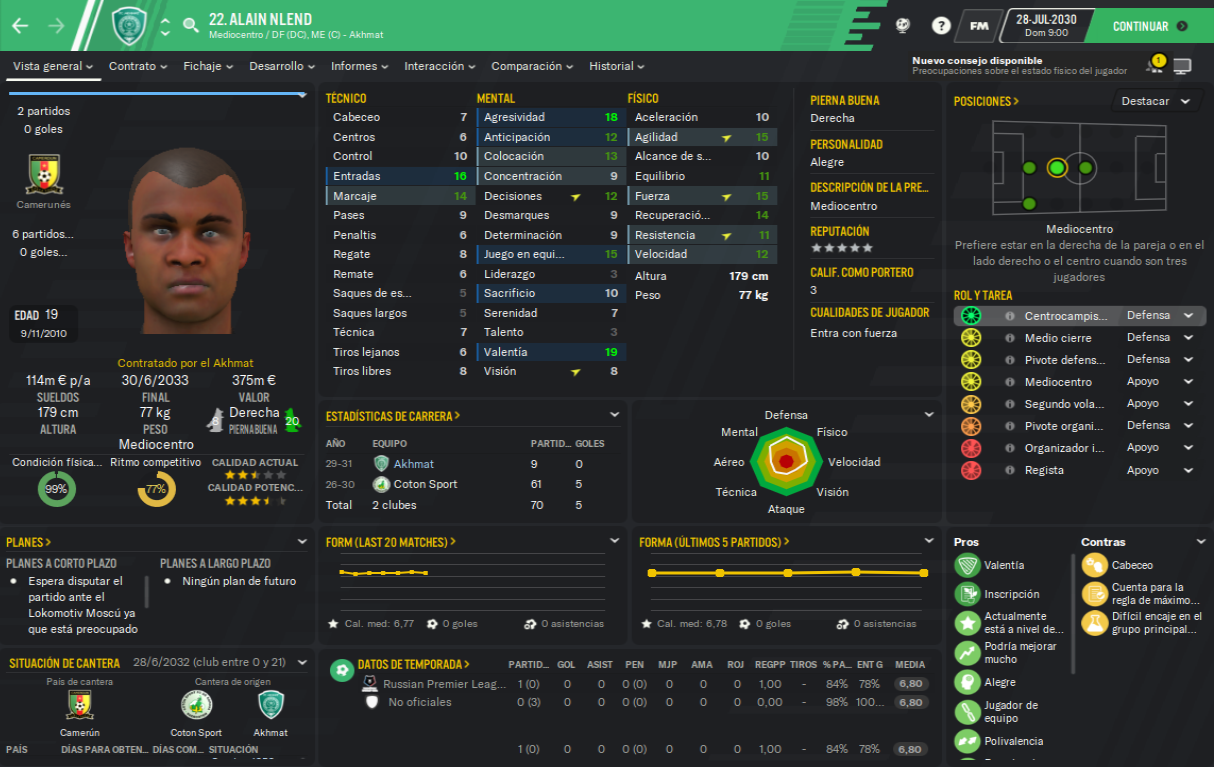 22. ALAIN NLEND
Mediocentro / DF (DC), ME (C) - Akhmat
FM
28-JUL-2030
Dom 9:00
CONTINUAR
Vista general
Contrato
Fichaje
Desarrollo
Informes
Interacción
Comparación
Historial
Nuevo consejo disponible
Preocupaciones sobre el estado físico del jugador
1
2 partidos
0 goles
CAMEROUN
Camerunés
6 partidos...
0 goles...
EDAD 19
9/11/2010
Contratado por el Akhmat
114m € p/a
SUELDOS
30/6/2033
FINAL
375m €
VALOR
179 cm
ALTURA
77 kg
PESO
8 Derecha 20
PIERNA BUENA
Mediocentro
Condición física...
99%
Ritmo competitivo
77%
CALIDAD ACTUAL
CALIDAD POTENC...
TÉCNICO
Cabeceo 7
Centros 6
Control 10
Entradas 16
Marcaje 14
Pases 9
Penaltis 6
Regate 8
Remate 6
Saques de es... 5
Saques largos 5
Técnica 7
Tiros lejanos 6
Tiros libres 8
MENTAL
Agresividad 18
Anticipación 12
Colocación 13
Concentración 9
Decisiones 12
Desmarques 9
Determinación 9
Juego en equi... 15
Liderazgo 3
Sacrificio 10
Serenidad 7
Talento 3
Valentía 19
Visión 8
FÍSICO
Aceleración 10
Agilidad 15
Alcance de s... 10
Equilibrio 11
Fuerza 15
Recuperació... 14
Resistencia 11
Velocidad 12
Altura 179 cm
Peso 77 kg
PIERNA BUENA
Derecha
PERSONALIDAD
Alegre
DESCRIPCIÓN DE LA PRE...
Mediocentro
REPUTACIÓN
CALIF. COMO PORTERO
3
CUALIDADES DE JUGADOR
Entra con fuerza
POSICIONES
Destacar
Mediocentro
Prefiere estar en la derecha de la pareja o en el
lado derecho o el centro cuando son tres
jugadores
ROL Y TAREA
Centrocampis... Defensa
Medio cierre Defensa
Pivote defens... Defensa
Mediocentro Apoyo
Segundo vola... Apoyo
Pivote organi... Defensa
Organizador i... Apoyo
Regista Apoyo
ESTADÍSTICAS DE CARRERA
AÑO EQUIPO PARTID... GOLES
29-31 Akhmat 9 0
26-30 Coton Sport 61 5
Total 2 clubes 70 5
Defensa
Físico
Velocidad
Visión
Ataque
Técnica
Aéreo
Mental
PLANES
PLANES A CORTO PLAZO
Espera disputar el
partido ante el
Lokomotiv Moscú ya
que está preocupado
PLANES A LARGO PLAZO
Ningún plan de futuro
FORM (LAST 20 MATCHES)
Cal. med: 6,77 0 goles 0 asistencias
FORMA (ÚLTIMOS 5 PARTIDOS)
Cal. med: 6,78 0 goles 0 asistencias
Pros
Valentía
Inscripción
Actualmente
está a nivel de...
Podría mejorar
mucho
Alegre
Jugador de
equipo
Polivalencia
Contras
Cabeceo
Cuenta para la
regla de máximo...
Difícil encaje en el
grupo principal...
SITUACIÓN DE CANTERA 28/6/2032 (club entre 0 y 21)
País de cantera
Camerún
Cantera de origen
Coton Sport
Akhmat
PAÍS DÍAS PARA OBTEN... DÍAS COM... SITUACIÓN
DATOS DE TEMPORADA PARTID... GOL ASIST PEN MJP AMA ROJ REGPP TIROS % PA... ENT G MEDIA
Russian Premier Leag... 1 (0) 0 0 0 (0) 0 0 0 1,00 - 84% 78% 6,80
No oficiales 0 (3) 0 0 0 (0) 0 0 0 0,00 - 98% 100... 6,80
1 (0) 0 0 0 (0) 0 0 0 1,00 - 84% 78% 6,80